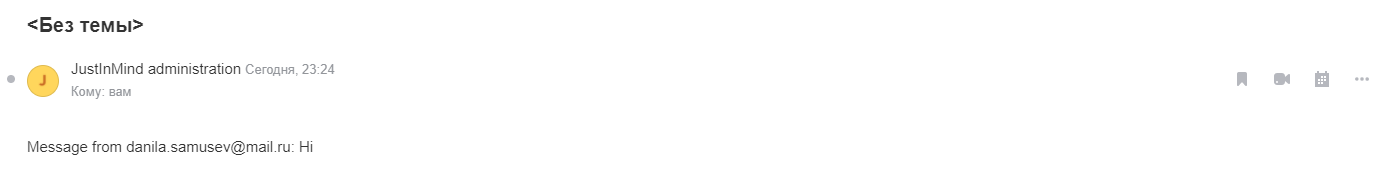 <Без темы>
J
JustInMind administration Сегодня, 23:24
Кому: вам
Message from danila.samusev@mail.ru: Hi